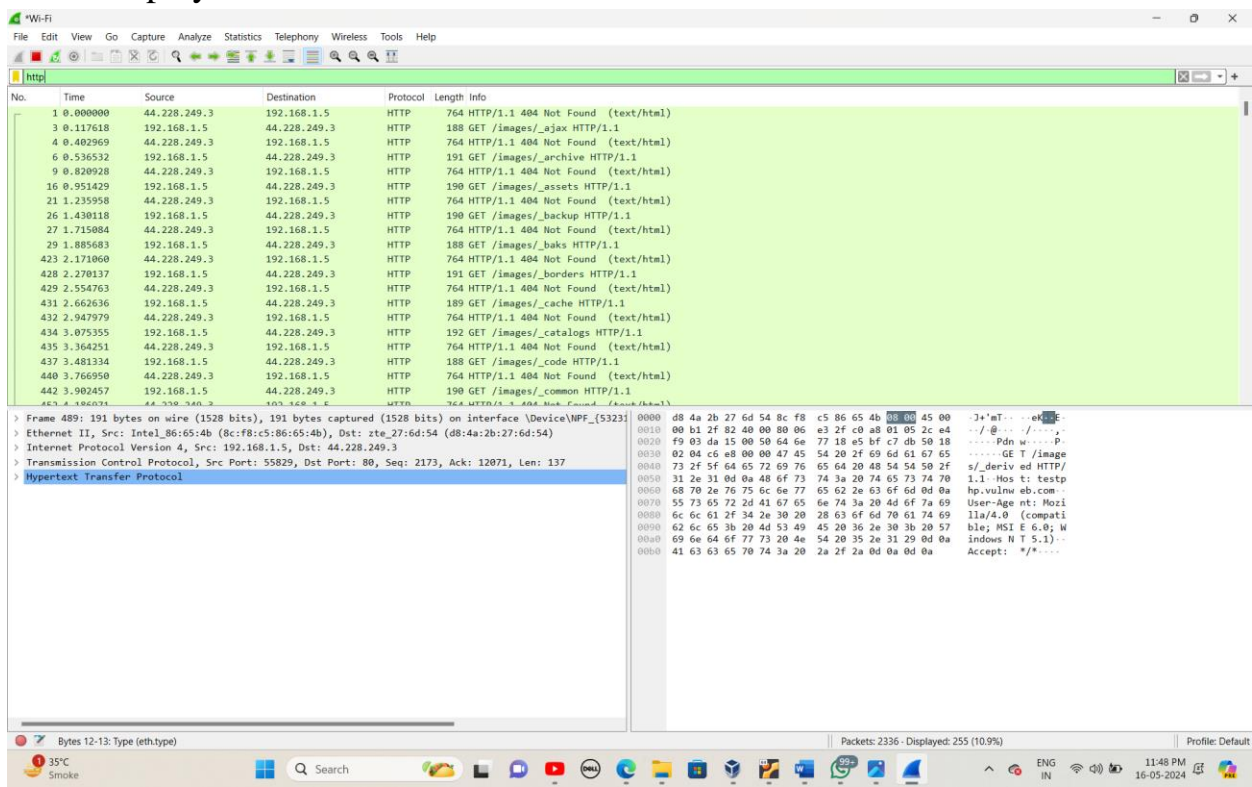 *Wi-Fi
File Edit View Go Capture Analyze Statistics Telephony Wireless Tools Help
http
No. Time Source Destination Protocol Length Info
1 0.000000 44.228.249.3 192.168.1.5 HTTP 764 HTTP/1.1 404 Not Found (text/html)
3 0.117618 192.168.1.5 44.228.249.3 HTTP 188 GET /images/_ajax HTTP/1.1
4 0.402969 44.228.249.3 192.168.1.5 HTTP 764 HTTP/1.1 404 Not Found (text/html)
6 0.536532 192.168.1.5 44.228.249.3 HTTP 191 GET /images/_archive HTTP/1.1
9 0.820928 44.228.249.3 192.168.1.5 HTTP 764 HTTP/1.1 404 Not Found (text/html)
16 0.951429 192.168.1.5 44.228.249.3 HTTP 190 GET /images/_assets HTTP/1.1
21 1.235958 44.228.249.3 192.168.1.5 HTTP 764 HTTP/1.1 404 Not Found (text/html)
26 1.430118 192.168.1.5 44.228.249.3 HTTP 190 GET /images/_backup HTTP/1.1
27 1.715084 44.228.249.3 192.168.1.5 HTTP 764 HTTP/1.1 404 Not Found (text/html)
29 1.885683 192.168.1.5 44.228.249.3 HTTP 188 GET /images/_baks HTTP/1.1
423 2.171060 44.228.249.3 192.168.1.5 HTTP 764 HTTP/1.1 404 Not Found (text/html)
428 2.270137 192.168.1.5 44.228.249.3 HTTP 191 GET /images/_borders HTTP/1.1
429 2.554763 44.228.249.3 192.168.1.5 HTTP 764 HTTP/1.1 404 Not Found (text/html)
431 2.662636 192.168.1.5 44.228.249.3 HTTP 189 GET /images/_cache HTTP/1.1
432 2.947979 44.228.249.3 192.168.1.5 HTTP 764 HTTP/1.1 404 Not Found (text/html)
434 3.075355 192.168.1.5 44.228.249.3 HTTP 192 GET /images/_catalogs HTTP/1.1
435 3.364251 44.228.249.3 192.168.1.5 HTTP 764 HTTP/1.1 404 Not Found (text/html)
437 3.481334 192.168.1.5 44.228.249.3 HTTP 188 GET /images/_code HTTP/1.1
440 3.766950 44.228.249.3 192.168.1.5 HTTP 764 HTTP/1.1 404 Not Found (text/html)
442 3.902457 192.168.1.5 44.228.249.3 HTTP 190 GET /images/_common HTTP/1.1
> Frame 489: 191 bytes on wire (1528 bits), 191 bytes captured (1528 bits) on interface \Device\NPF_{5323
> Ethernet II, Src: Intel_86:65:4b (8c:f8:c5:86:65:4b), Dst: zte_27:6d:54 (d8:4a:2b:27:6d:54)
> Internet Protocol Version 4, Src: 192.168.1.5, Dst: 44.228.249.3
> Transmission Control Protocol, Src Port: 55829, Dst Port: 80, Seq: 2173, Ack: 12071, Len: 137
> Hypertext Transfer Protocol
0000 d8 4a 2b 27 6d 54 8c f8 c5 86 65 4b 08 00 45 00 ·J+'mT·· ··eK··E·
0010 00 b1 2f 82 40 00 80 06 e3 2f c0 a8 01 05 2c e4 ··/·@··· ·/····,·
0020 f9 03 da 15 00 50 64 6e 77 18 e5 bf c7 db 50 18 ·····Pdn w·····P·
0030 02 04 c6 e8 00 00 47 45 54 20 2f 69 6d 61 67 65 ······GE T /image
0040 73 2f 5f 64 65 72 69 76 65 64 20 48 54 54 50 2f s/_deriv ed HTTP/
0050 31 2e 31 0d 0a 48 6f 73 74 3a 20 74 65 73 74 70 1.1··Hos t: testp
0060 68 70 2e 76 75 6c 6e 77 65 62 2e 63 6f 6d 0d 0a hp.vulnw eb.com··
0070 55 73 65 72 2d 41 67 65 6e 74 3a 20 4d 6f 7a 69 User-Age nt: Mozi
0080 6c 6c 61 2f 34 2e 30 20 28 63 6f 6d 70 61 74 69 lla/4.0 (compati
0090 62 6c 65 3b 20 4d 53 49 45 20 36 2e 30 3b 20 57 ble; MSI E 6.0; W
00a0 69 6e 64 6f 77 73 20 4e 54 20 35 2e 31 29 0d 0a indows N T 5.1)··
00b0 41 63 63 65 70 74 3a 20 2a 2f 2a 0d 0a 0d 0a Accept: */*····
Bytes 12-13: Type (eth.type)
Packets: 2336 · Displayed: 255 (10.9%)
Profile: Default
1
35°C
Smoke
Search
DELL
99+
ENG
IN
11:48 PM
16-05-2024